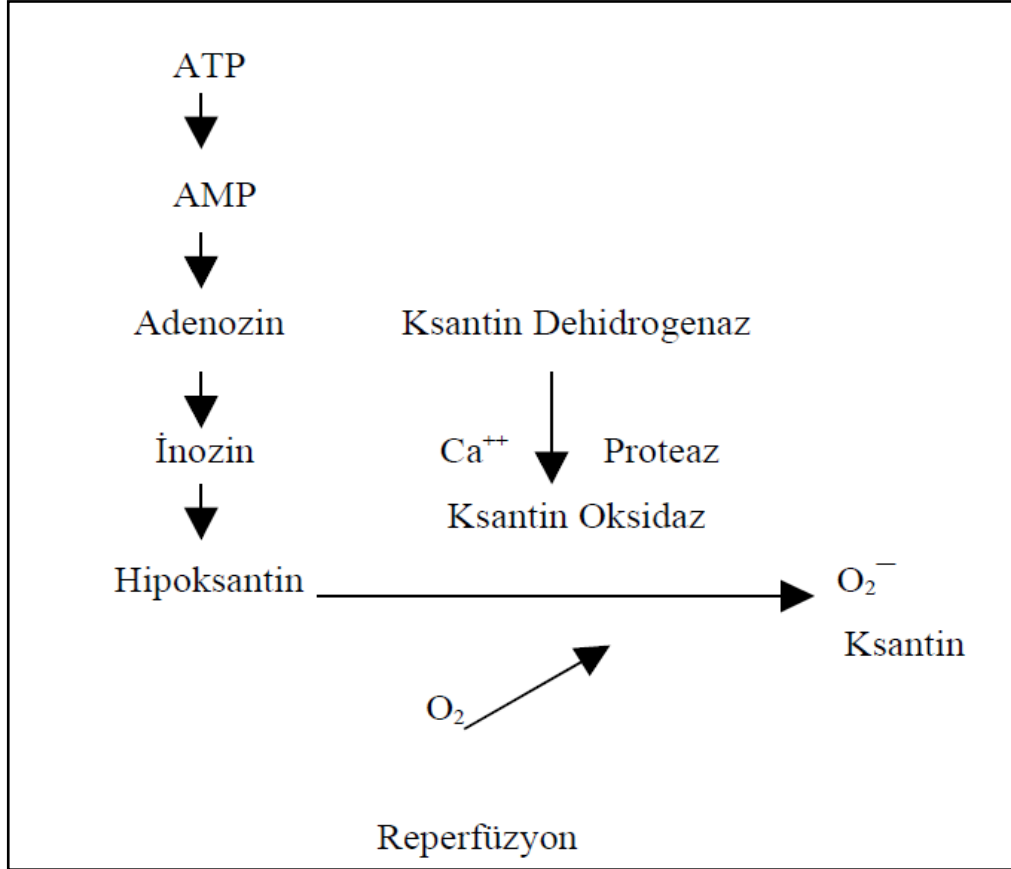 ATP
AMP
Adenozin Ksantin Dehidrogenaz
İnozin Ca⁺⁺ Proteaz
Ksantin Oksidaz
Hipoksantin O₂⁻
Ksantin
O₂
Reperfüzyon